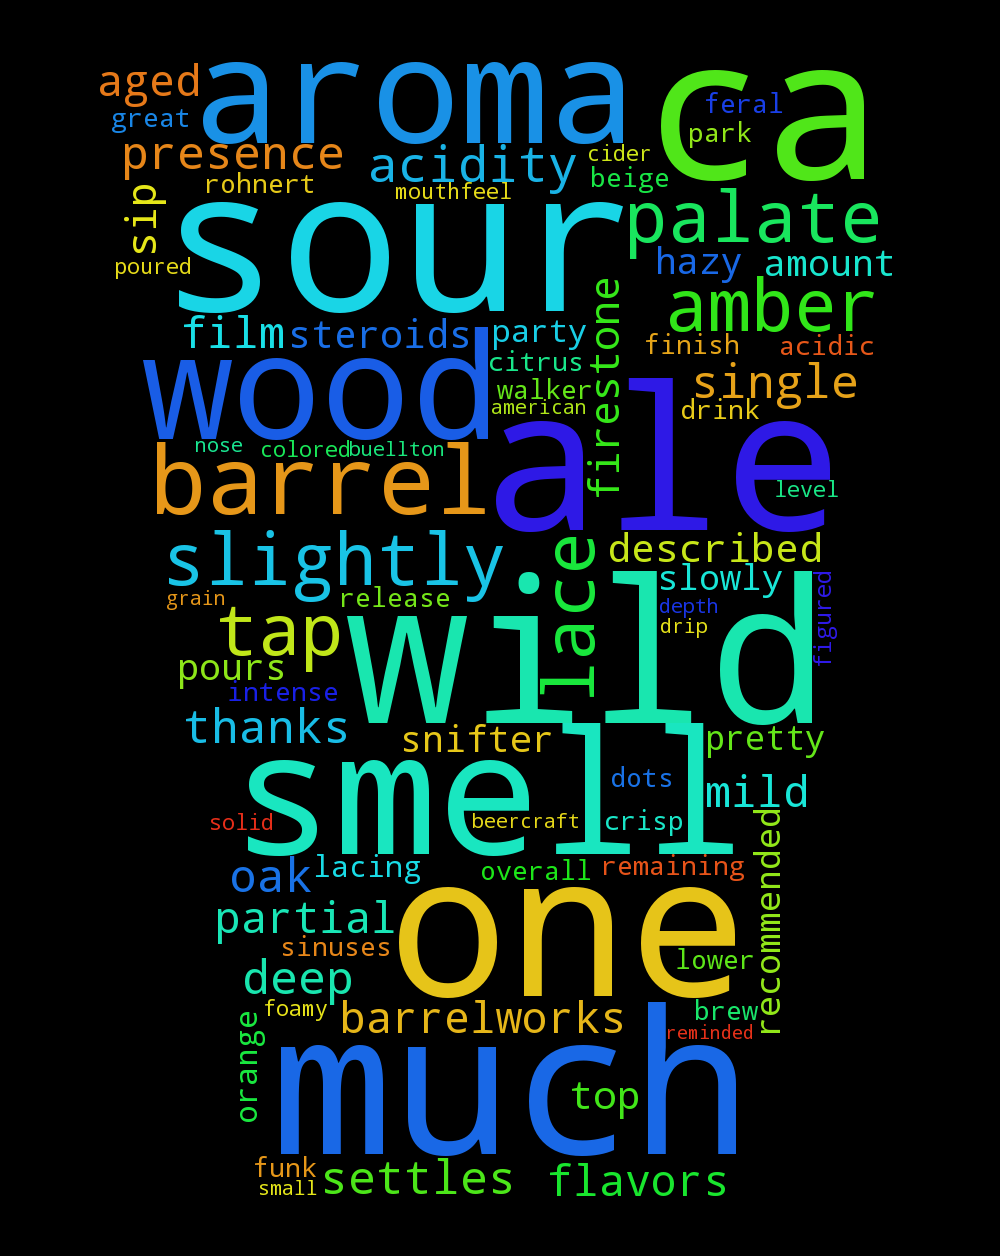 aroma
ca
aged
feral
great
park
presence
acidity
cider
beige
rohnert
mouthfeel
sip
sour
palate
poured
hazy
amount
amber
film
steroids
party
firestone
finish
acidic
wood
citrus
walker
single
american
drink
ale
nose
colored
buellton
barrel
level
slightly
lace
described
slowly
grain
release
wild
depth
figured
tap
drip
pours
intense
thanks
snifter
pretty
smell
dots
mild
solid
beercraft
crisp
recommended
oak
lacing
overall
remaining
one
partial
sinuses
lower
deep
foamy
barrelworks
brew
reminded
orange
much
top
funk
settles
flavors
small